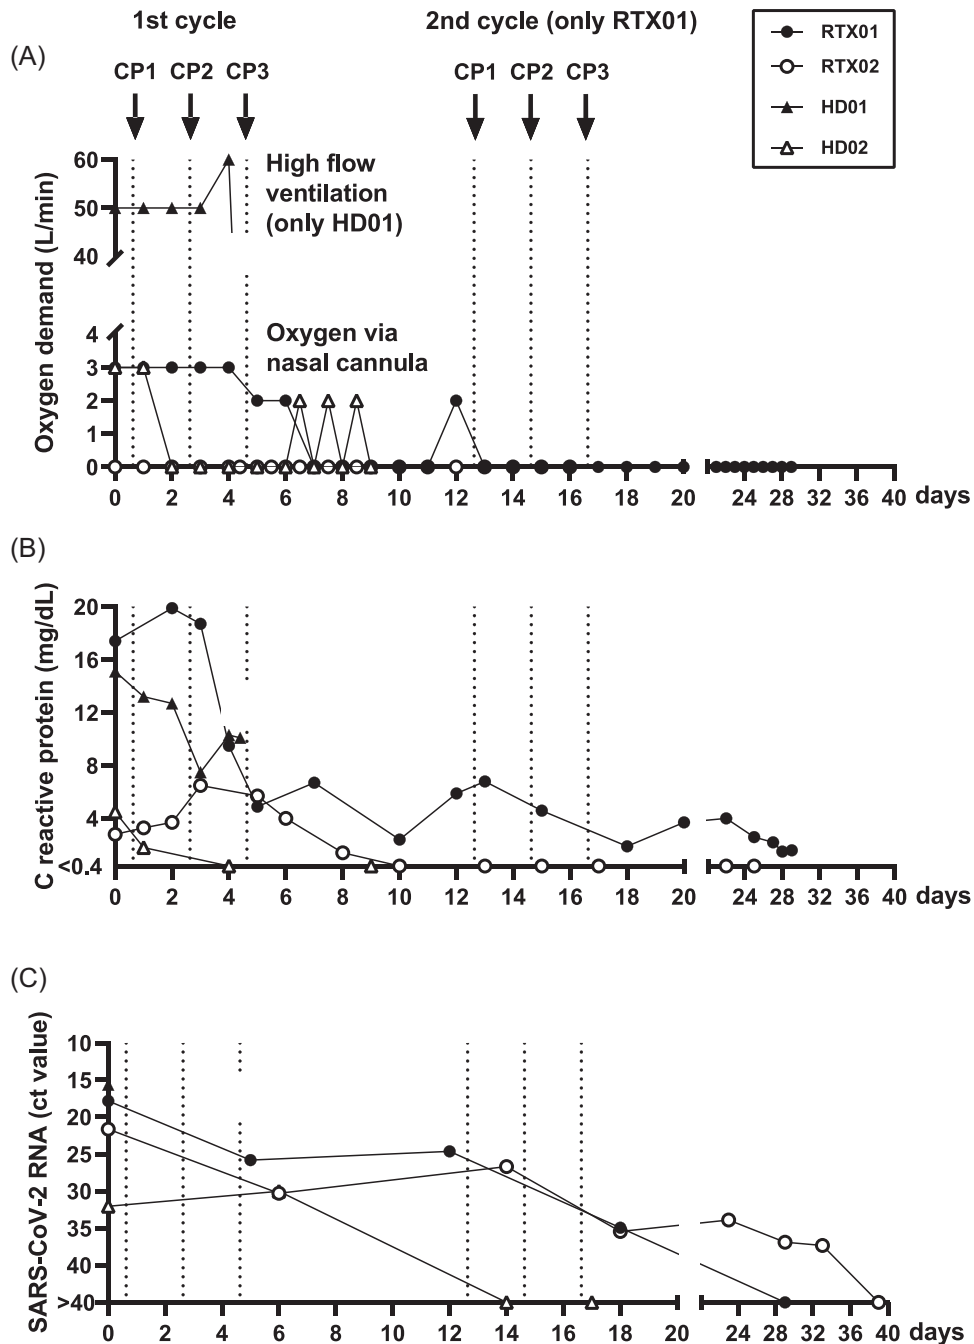 1st cycle
2nd cycle (only RTX01)
(A)
CP1 CP2 CP3
CP1 CP2 CP3
RTX01
RTX02
HD01
HD02
Oxygen demand (L/min)
60
50
40
4
3
2
1
0
High flow
ventilation
(only HD01)
Oxygen via
nasal cannula
0 2 4 6 8 10 12 14 16 18 20 24 28 32 36 40 days
(B)
C reactive protein (mg/dL)
20
16
12
8
4
<0.4
0 2 4 6 8 10 12 14 16 18 20 24 28 32 36 40 days
(C)
SARS-CoV-2 RNA (ct value)
10
15
20
25
30
35
40
>40
0 2 4 6 8 10 12 14 16 18 20 24 28 32 36 40 days